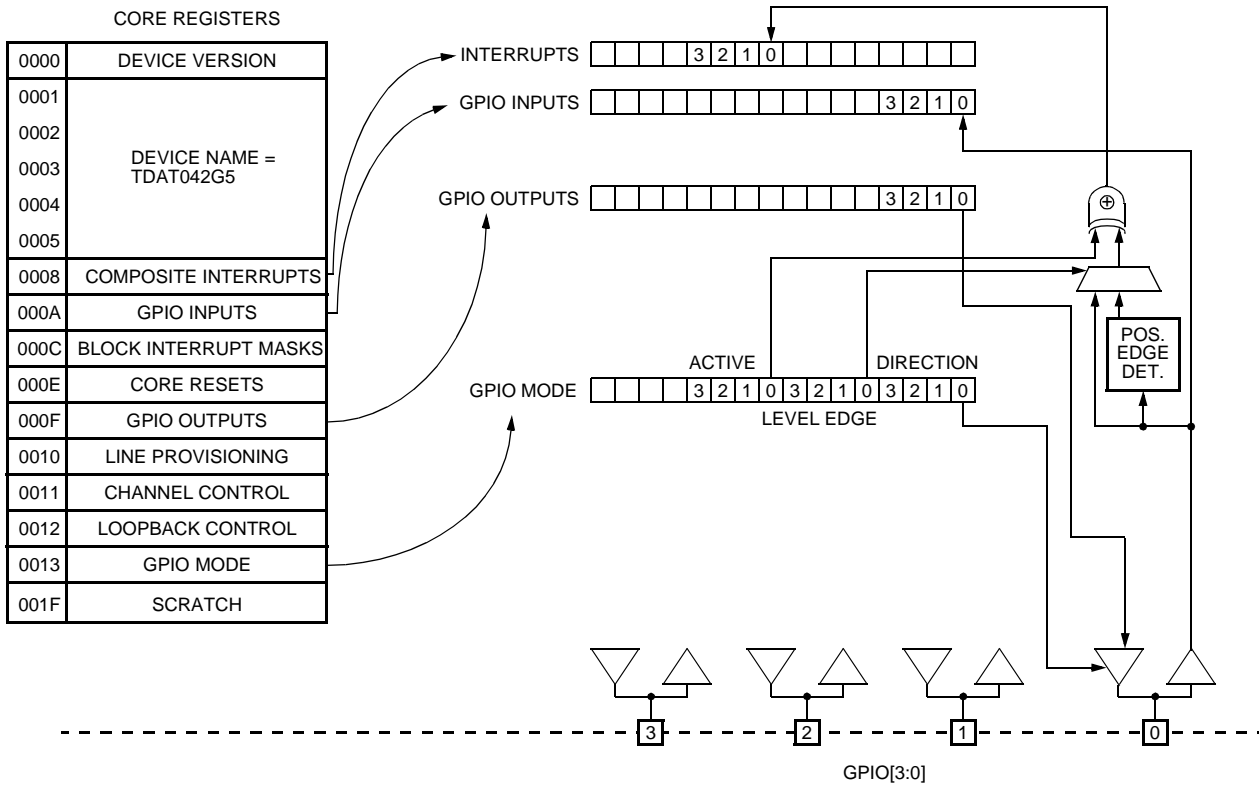 CORE REGISTERS
0000 DEVICE VERSION
0001
0002
0003
0004
0005
DEVICE NAME =
TDAT042G5
0008 COMPOSITE INTERRUPTS
000A GPIO INPUTS
000C BLOCK INTERRUPT MASKS
000E CORE RESETS
000F GPIO OUTPUTS
0010 LINE PROVISIONING
0011 CHANNEL CONTROL
0012 LOOPBACK CONTROL
0013 GPIO MODE
001F SCRATCH
INTERRUPTS 3 2 1 0
GPIO INPUTS 3 2 1 0
GPIO OUTPUTS 3 2 1 0
POS.
EDGE
DET.
ACTIVE DIRECTION
GPIO MODE 3 2 1 0 3 2 1 0 3 2 1 0
LEVEL EDGE
3 2 1 0
GPIO[3:0]